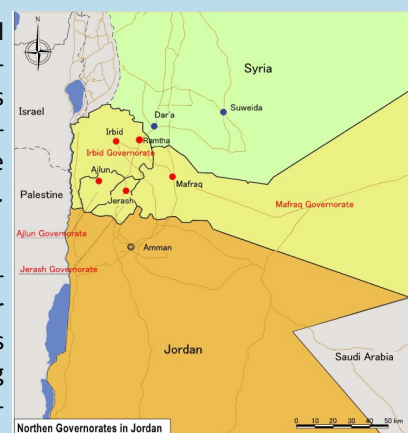 N
Syria
Israel
Dar'a
Suweida
Irbid
Ramtha
Irbid Governorate
Ajlun
Mafraq
Palestine
Jerash
Mafraq Governorate
Ajlun Governorate
Amman
Jerash Governorate
Jordan
Saudi Arabia
Northen Governorates in Jordan
0 10 20 30 40 50 km